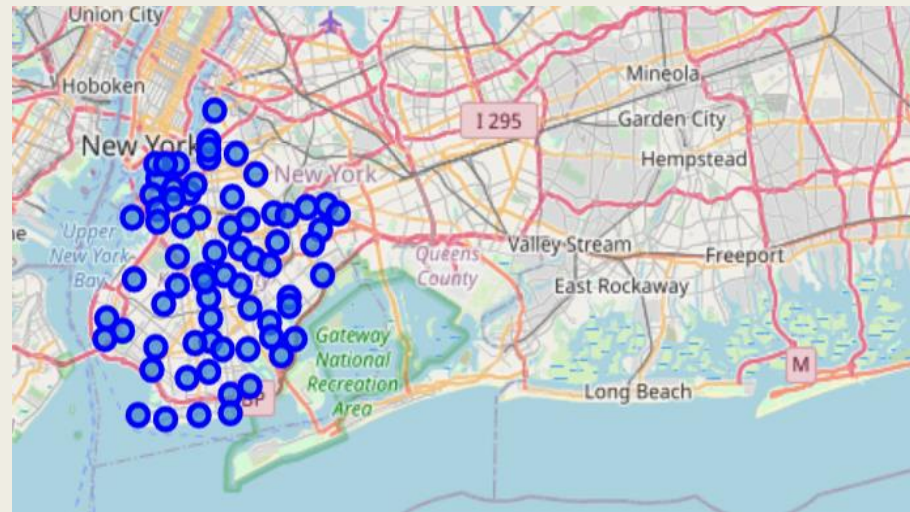 Union City
Hoboken
Mineola
I 295
Garden City
New York
Hempstead
New York
Upper
New York
Bay
Queens
County
Valley Stream
Freeport
East Rockaway
Gateway
National
Recreation
Area
M
Long Beach